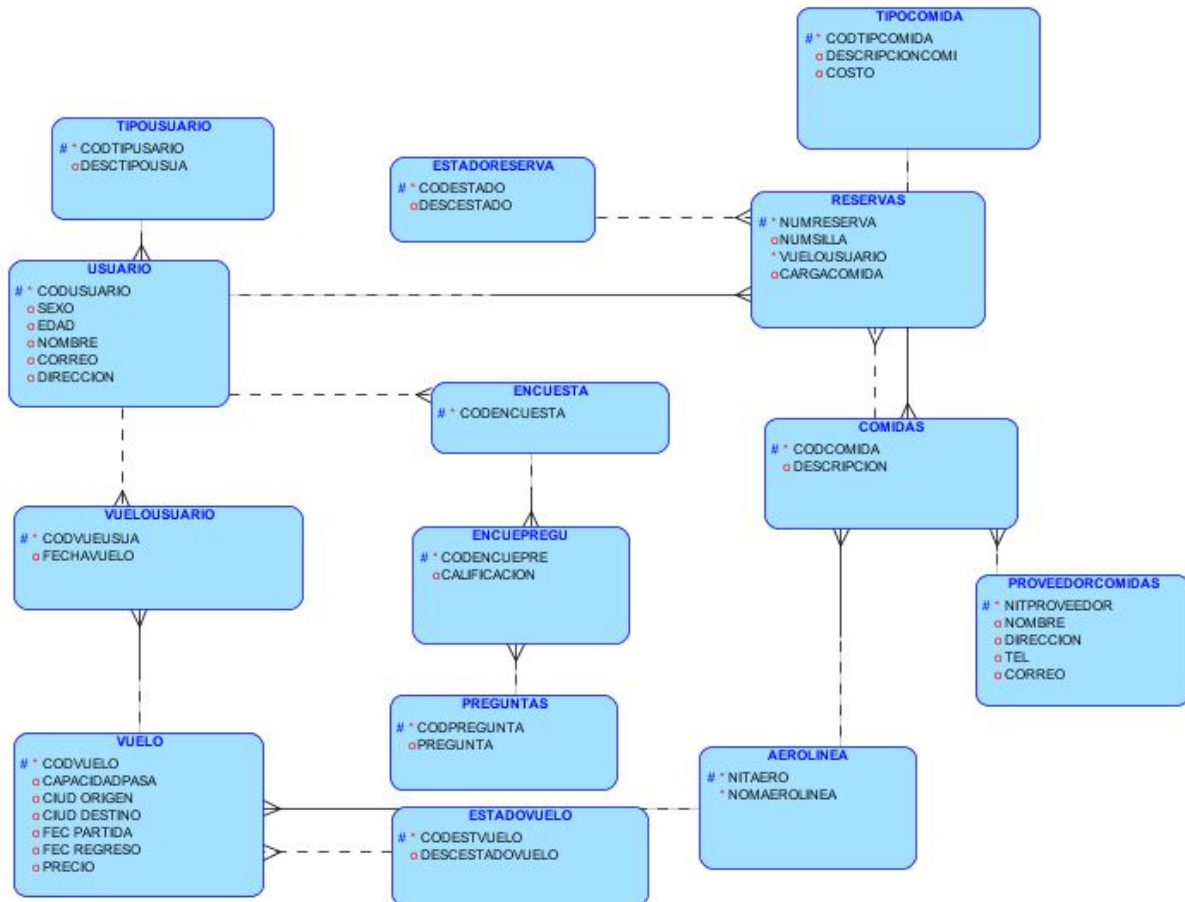 TIPOCOMIDA
# * CODTIPCOMIDA
o DESCRIPCIONCOMI
o COSTO
TIPOUSUARIO
# * CODTIPUSARIO
o DESCTIPOUSUA
ESTADORESERVA
# * CODESTADO
o DESCESTADO
RESERVAS
# * NUMRESERVA
o NUMSILLA
* VUELOUSUARIO
o CARGACOMIDA
USUARIO
# * CODUSUARIO
o SEXO
o EDAD
o NOMBRE
o CORREO
o DIRECCION
ENCUESTA
# * CODENCUESTA
COMIDAS
# * CODCOMIDA
o DESCRIPCION
VUELOUSUARIO
# * CODVUEUSUA
o FECHAVUELO
ENCUEPREGU
# * CODENCUEPRE
o CALIFICACION
PROVEEDORCOMIDAS
# * NITPROVEEDOR
o NOMBRE
o DIRECCION
o TEL
o CORREO
PREGUNTAS
# * CODPREGUNTA
o PREGUNTA
VUELO
# * CODVUELO
o CAPACIDADPASA
o CIUD ORIGEN
o CIUD DESTINO
o FEC PARTIDA
o FEC REGRESO
o PRECIO
AEROLINEA
# * NITAERO
* NOMAEROLINEA
ESTADOVUELO
# * CODESTVUELO
o DESCESTADOVUELO